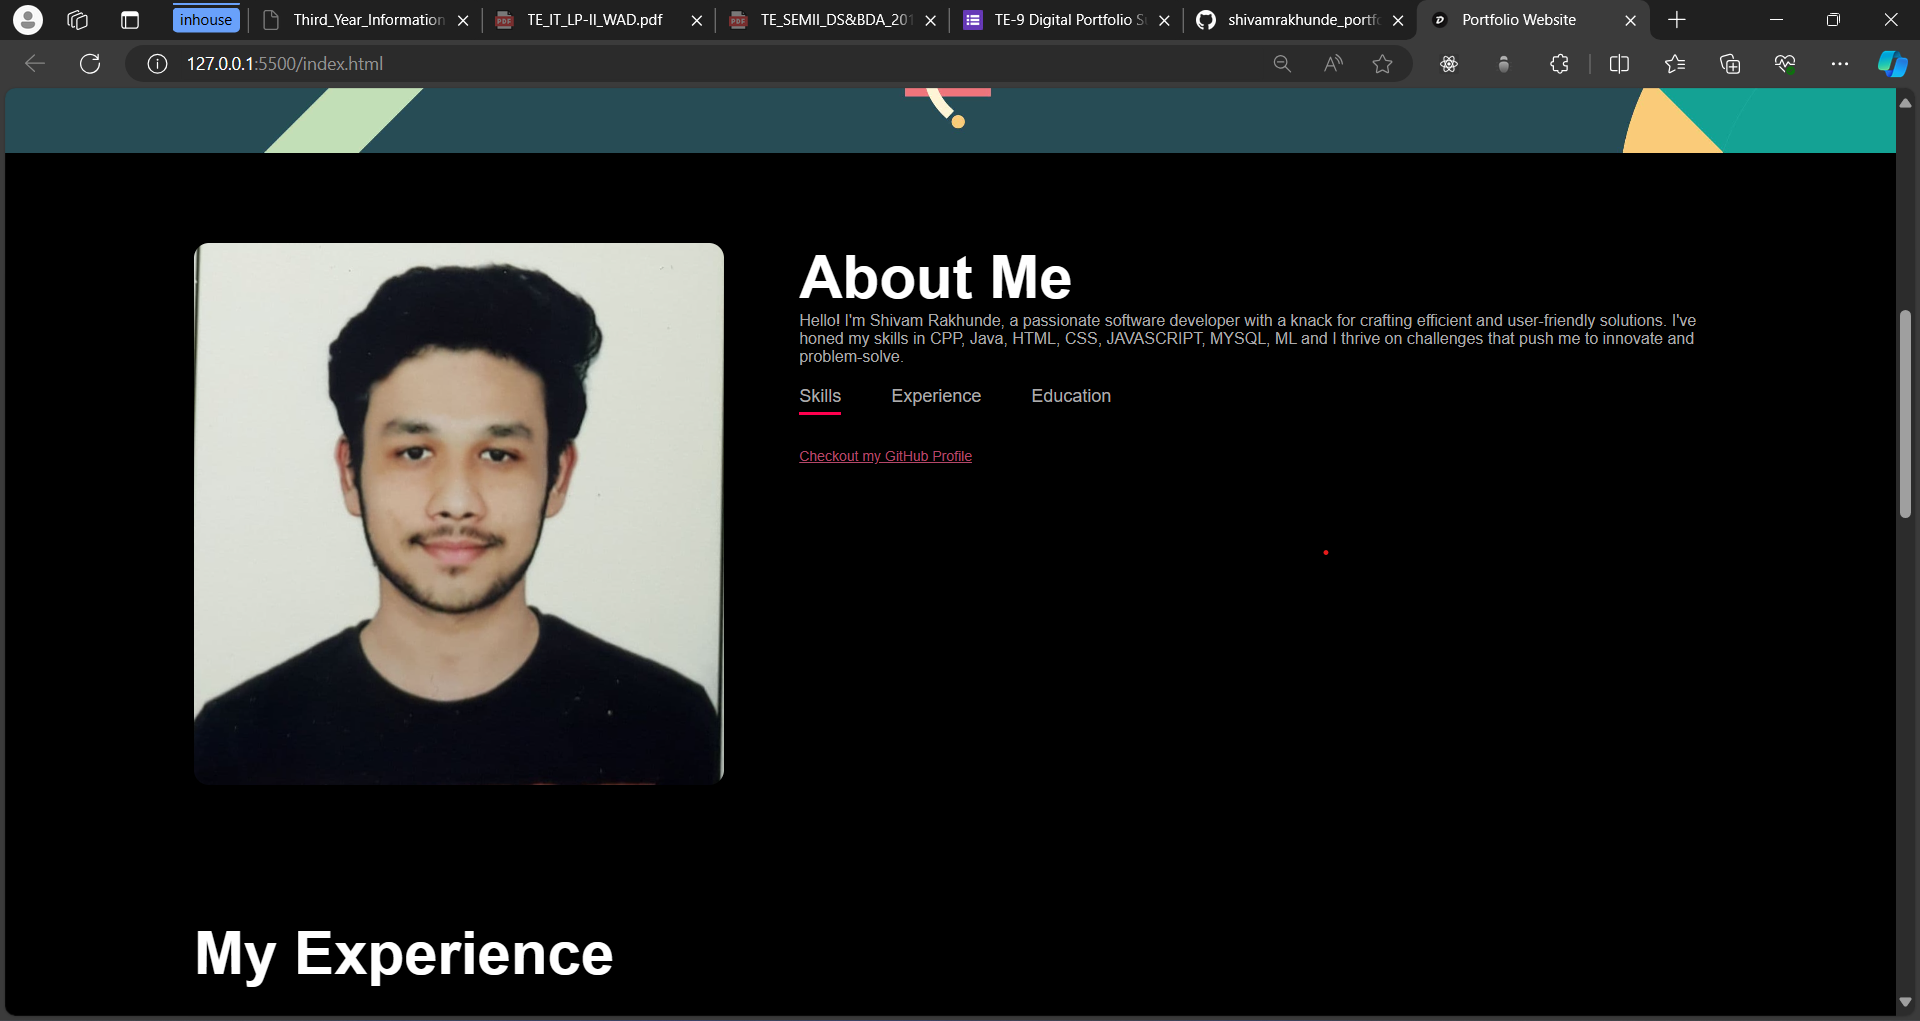 inhouse
Third_Year_Information
TE_IT_LP-II_WAD.pdf
TE_SEMII_DS&BDA_201
TE-9 Digital Portfolio S
shivamrakhunde_portf
Portfolio Website
127.0.0.1:5500/index.html
About Me
Hello! I'm Shivam Rakhunde, a passionate software developer with a knack for crafting efficient and user-friendly solutions. I've
honed my skills in CPP, Java, HTML, CSS, JAVASCRIPT, MYSQL, ML and I thrive on challenges that push me to innovate and
problem-solve.
Skills Experience Education
Checkout my GitHub Profile
My Experience